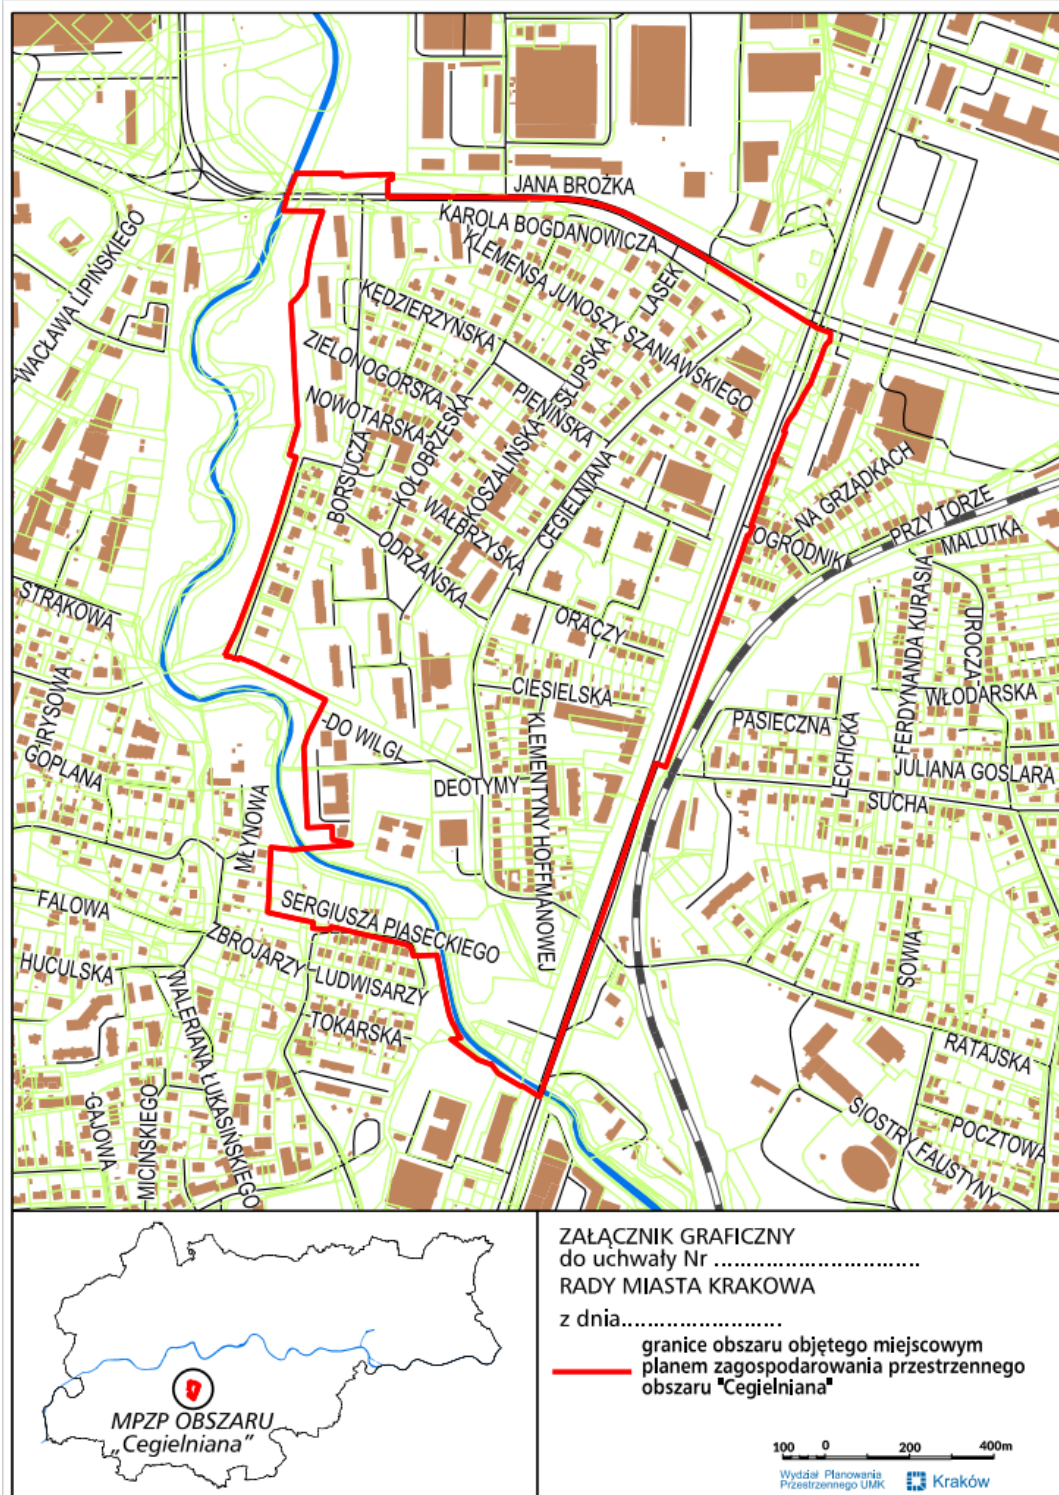 JANA BROŻKA
KAROLA BOGDANOWICZA
KLEMENSA JUNOSZY SZANIAWSKIEGO
LASEK
WACŁAWA LIPIŃSKIEGO
KĘDZIERZYŃSKA
ZIELONOGÓRSKA
SŁUPSKA
PIENIŃSKA
NOWOTARSKA
KOŁOBRZESKA
KOSZALIŃSKA
BORSUCZA
CEGIELNIANA
WAŁBRZYSKA
ODRZAŃSKA
NA GRZĄDKACH
PRZY TORZE
OGRODNIKI
MALUTKA
STRĄKOWA
ORACZY
FERDYNANDA KURASIA
UROCZA
CIESIELSKA
WŁODARSKA
GIRYSOWA
KLEMENTYNY HOFFMANOWEJ
PASIECZNA
LECHICKA
DO WILGI
GOPLANA
DEOTYMY
JULIANA GOSLARA
SUCHA
MŁYNOWA
FALOWA
SERGIUSZA PIASECKIEGO
ZBROJARZY
HUCULSKA
LUDWISARZY
SOWIA
WALERIANA ŁUKASIŃSKIEGO
TOKARSKA
RATAJSKA
GAJOWA
MICIŃSKIEGO
SIOSTRY FAUSTYNY
POCZTOWA
MPZP OBSZARU
„Cegielniana"
ZAŁĄCZNIK GRAFICZNY
do uchwały Nr ................................
RADY MIASTA KRAKOWA
z dnia.........................
granice obszaru objętego miejscowym
planem zagospodarowania przestrzennego
obszaru "Cegielniana"
100 0 200 400m
Wydział Planowania
Przestrzennego UMK
Kraków